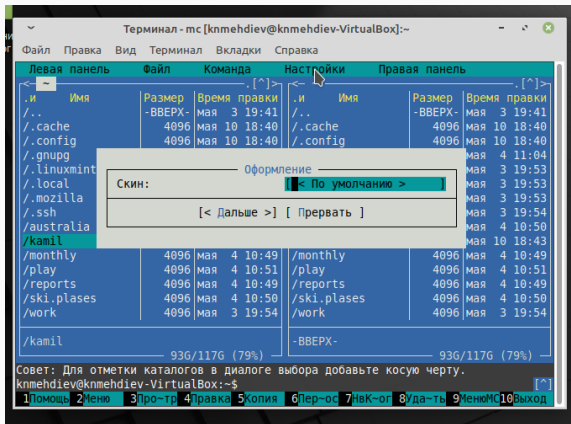 Терминал - mc [knmehdiev@knmehdiev-VirtualBox]:~
Файл Правка Вид Терминал Вкладки Справка
Левая панель Файл Команда Настройки Правая панель
<- ~ .[^]> <- .[^]>
.и Имя Размер Время правки .и Имя Размер Время правки
/.. -ВВЕРХ- мая 3 19:41 /.. -ВВЕРХ- мая 3 19:41
/.cache 4096 мая 10 18:40 /.cache 4096 мая 10 18:40
/.config 4096 мая 10 18:40 /.config 4096 мая 10 18:40
/.gnupg мая 4 11:04
/.linuxmint Оформление мая 3 19:53
/.local Скин: [< По умолчанию > ] мая 3 19:53
/.mozilla мая 3 19:53
/.ssh [< Дальше >] [ Прервать ] мая 3 19:54
/australia мая 4 10:50
/kamil мая 10 18:43
/monthly 4096 мая 4 10:49 /monthly 4096 мая 4 10:49
/play 4096 мая 4 10:51 /play 4096 мая 4 10:51
/reports 4096 мая 4 10:49 /reports 4096 мая 4 10:49
/ski.plases 4096 мая 4 10:50 /ski.plases 4096 мая 4 10:50
/work 4096 мая 3 19:54 /work 4096 мая 3 19:54
/kamil -ВВЕРХ-
93G/117G (79%) 93G/117G (79%)
Совет: Для отметки каталогов в диалоге выбора добавьте косую черту.
knmehdiev@knmehdiev-VirtualBox:~$ [^]
1Помощь 2Меню 3Про~тр 4Правка 5Копия 6Пер~ос 7НвК~ог 8Уда~ть 9МенюMC 10Выход